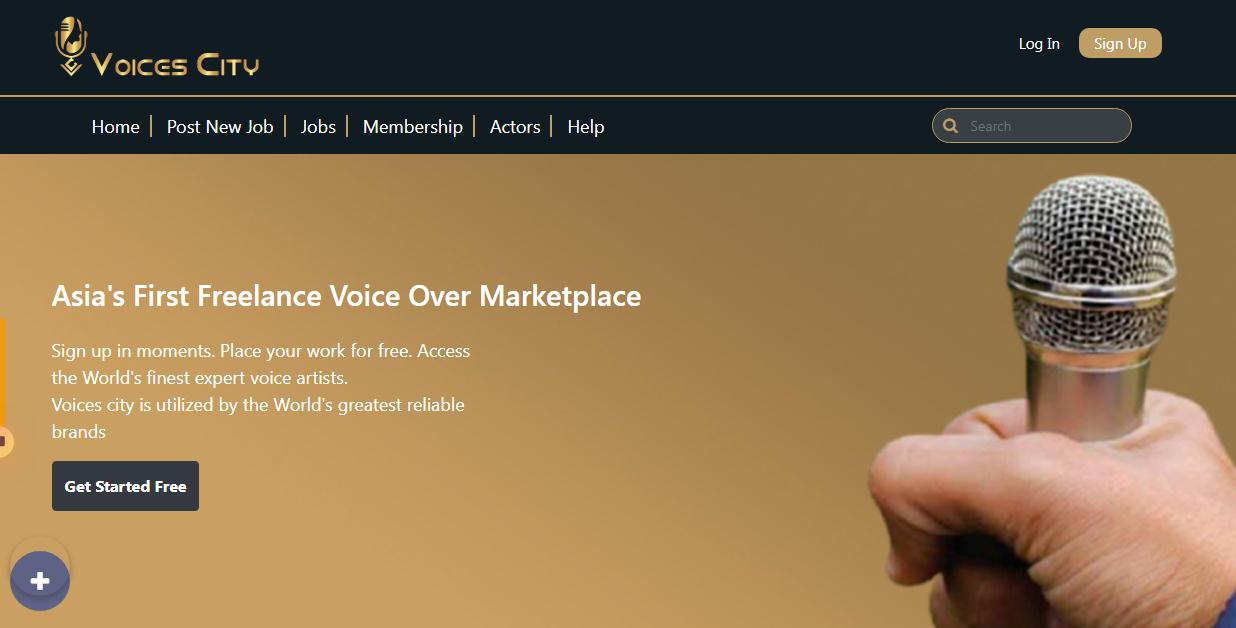 Voices City
Log In
Sign Up
Home
Post New Job
Jobs
Membership
Actors
Help
Search
Asia's First Freelance Voice Over Marketplace
Sign up in moments. Place your work for free. Access
the World's finest expert voice artists.
Voices city is utilized by the World's greatest reliable
brands
Get Started Free